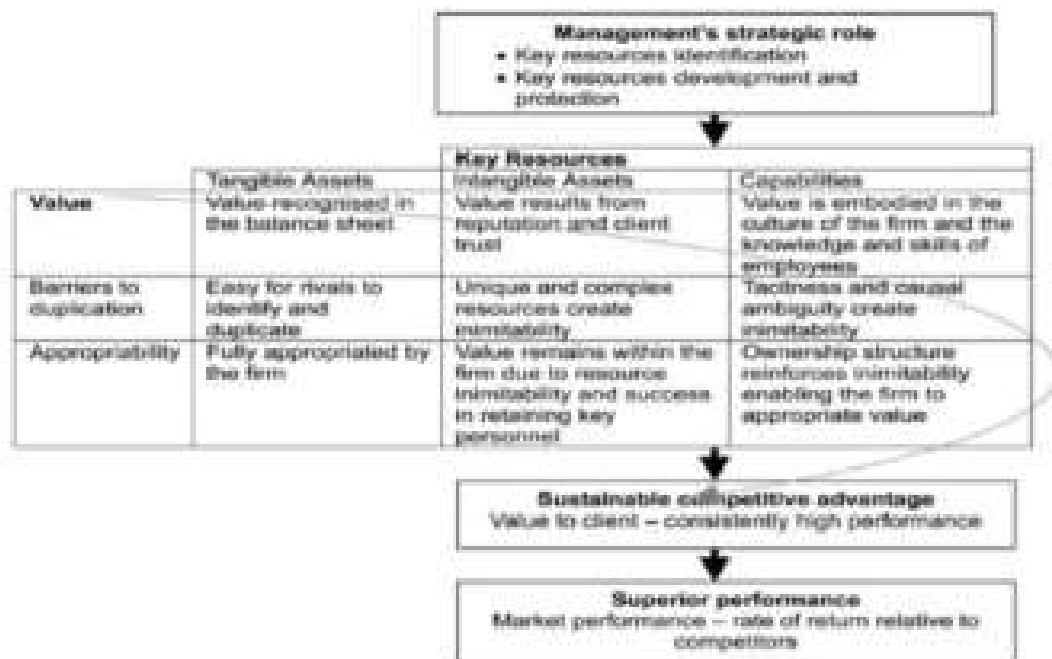 Management's strategic role
• Key resources identification
• Key resources development and
protection
Key Resources
Tangible Assets
Intangible Assets
Capabilities
Value
Value recognised in
the balance sheet
Value results from
reputation and client
trust
Value is embodied in the
culture of the firm and the
knowledge and skills of
employees
Barriers to
duplication
Easy for rivals to
identify and
duplicate
Unique and complex
resources create
inimitability
Tacitness and causal
ambiguity create
inimitability
Appropriability
Fully appropriated by
the firm
Value remains within the
firm due to resource
inimitability and success
in retaining key
personnel
Ownership structure
reinforces inimitability
enabling the firm to
appropriate value
Sustainable competitive advantage
Value to client – consistently high performance
Superior performance
Market performance – rate of return relative to
competitors